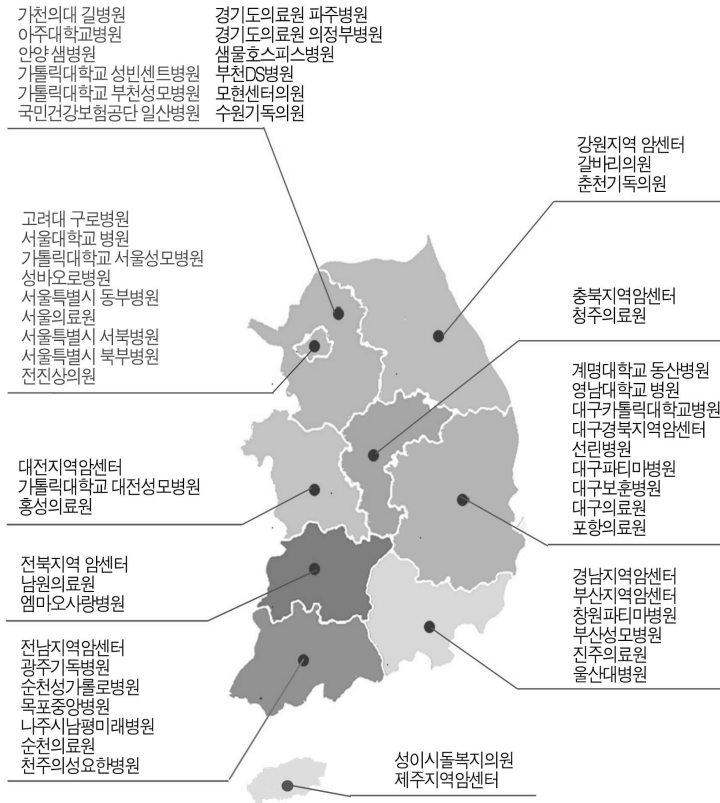 가천의대 길병원
아주대학교병원
안양 샘병원
가톨릭대학교 성빈센트병원
가톨릭대학교 부천성모병원
국민건강보험공단 일산병원
경기도의료원 파주병원
경기도의료원 의정부병원
샘물호스피스병원
부천DS병원
모현센터의원
수원기독의원
강원지역 암센터
갈바리의원
춘천기독의원
고려대 구로병원
서울대학교 병원
가톨릭대학교 서울성모병원
성바오로병원
서울특별시 동부병원
서울의료원
서울특별시 서북병원
서울특별시 북부병원
전진상의원
충북지역암센터
청주의료원
계명대학교 동산병원
영남대학교 병원
대구카톨릭대학교병원
대구경북지역암센터
선린병원
대구파티마병원
대구보훈병원
대구의료원
포항의료원
대전지역암센터
가톨릭대학교 대전성모병원
홍성의료원
전북지역 암센터
남원의료원
엠마오사랑병원
경남지역암센터
부산지역암센터
창원파티마병원
부산성모병원
진주의료원
울산대병원
전남지역암센터
광주기독병원
순천성가롤로병원
목포중앙병원
나주시남평미래병원
순천의료원
천주의성요한병원
성이시돌복지의원
제주지역암센터